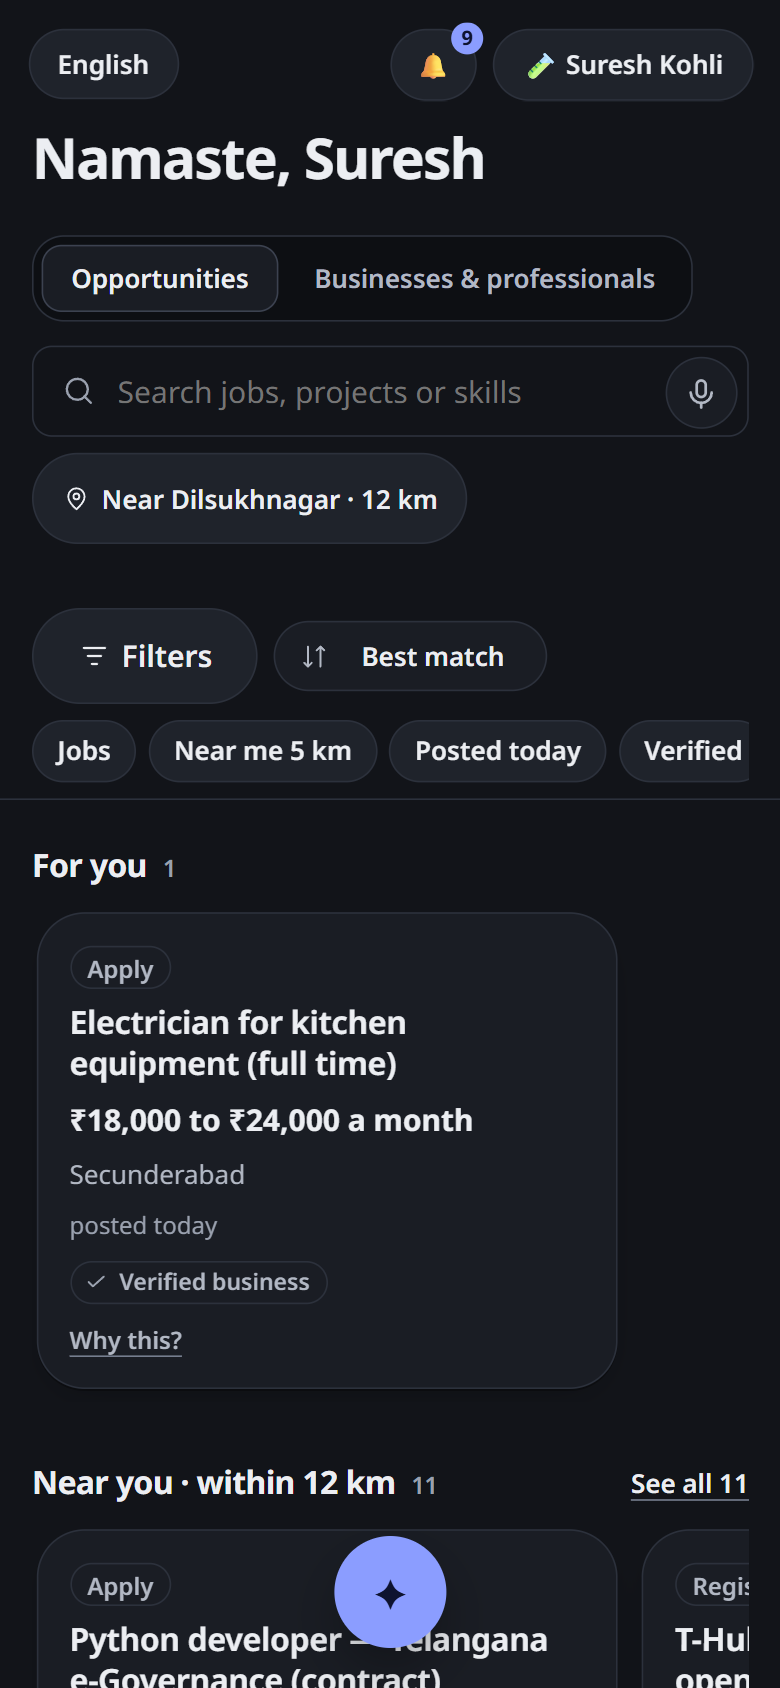 English
9
Suresh Kohli
Namaste, Suresh
Opportunities
Businesses & professionals
Search jobs, projects or skills
Near Dilsukhnagar · 12 km
Filters
Best match
Jobs
Near me 5 km
Posted today
Verified
For you 1
Apply
Electrician for kitchen
equipment (full time)
₹18,000 to ₹24,000 a month
Secunderabad
posted today
Verified business
Why this?
Near you · within 12 km 11
See all 11
Apply
Python developer – Telangana
e-Governance (contract)